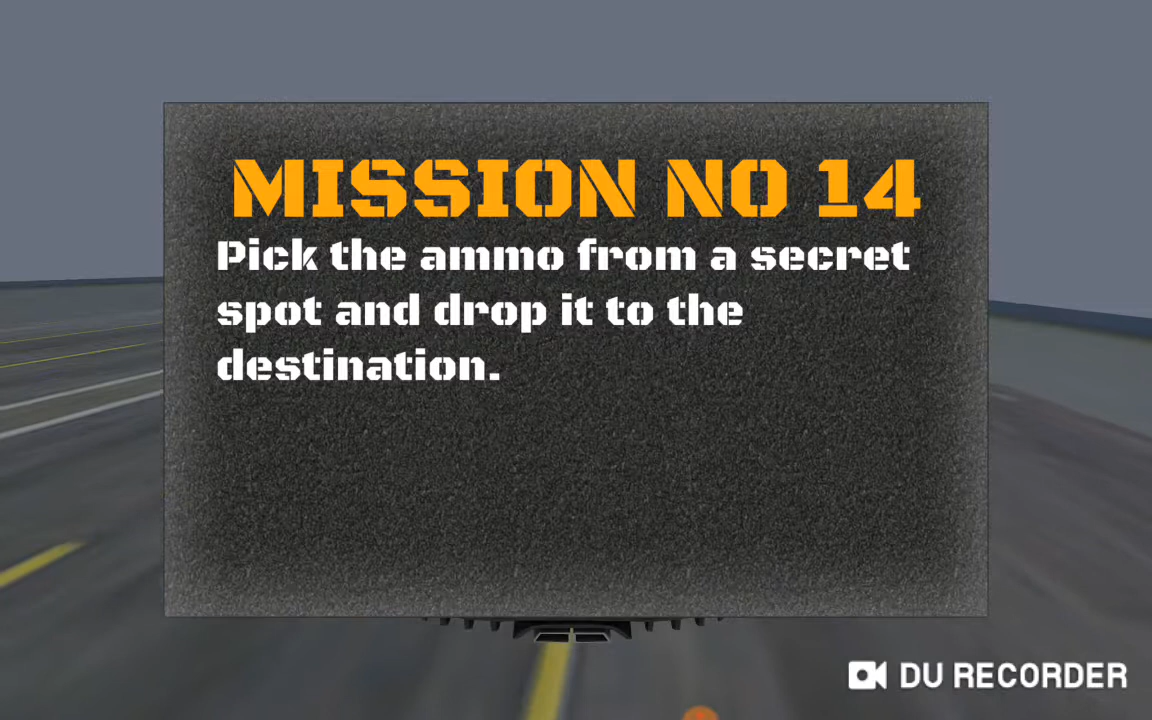 MISSION NO 14
Pick the ammo from a secret
spot and drop it to the
destination.
DU RECORDER